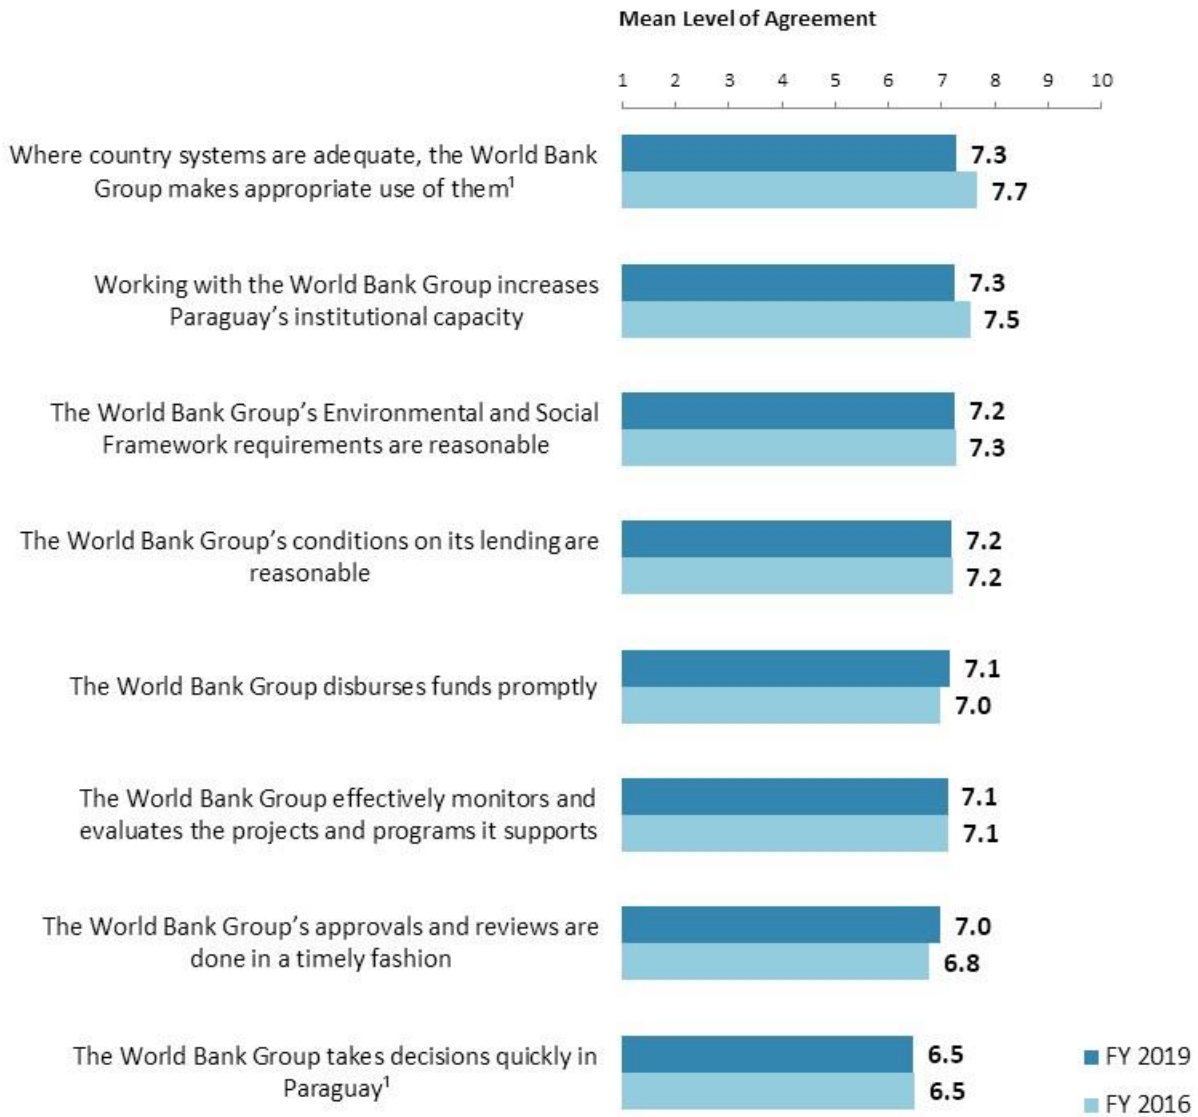 Mean Level of Agreement
1 2 3 4 5 6 7 8 9 10
Where country systems are adequate, the World Bank
Group makes appropriate use of them¹
7.3
7.7
Working with the World Bank Group increases
Paraguay’s institutional capacity
7.3
7.5
The World Bank Group’s Environmental and Social
Framework requirements are reasonable
7.2
7.3
The World Bank Group’s conditions on its lending are
reasonable
7.2
7.2
The World Bank Group disburses funds promptly
7.1
7.0
The World Bank Group effectively monitors and
evaluates the projects and programs it supports
7.1
7.1
The World Bank Group’s approvals and reviews are
done in a timely fashion
7.0
6.8
The World Bank Group takes decisions quickly in
Paraguay¹
6.5
6.5
FY 2019
FY 2016